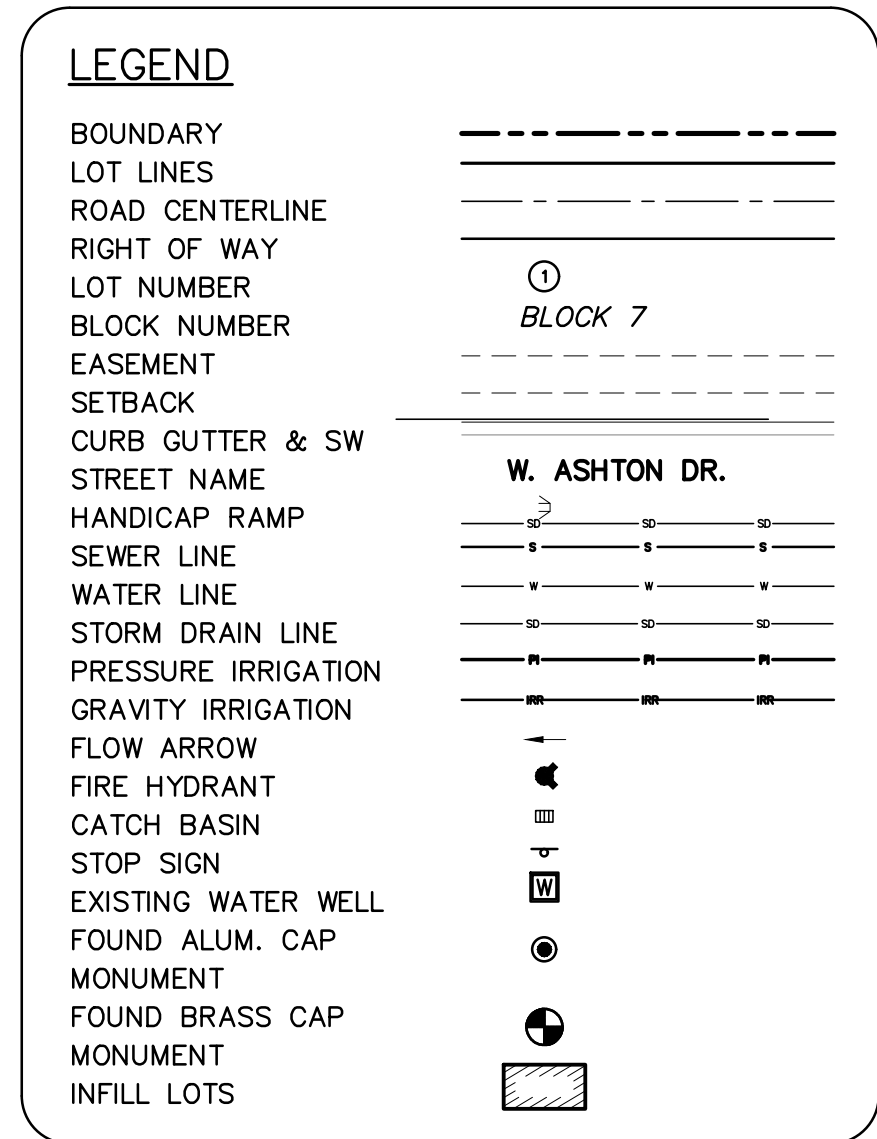 LEGEND
BOUNDARY
LOT LINES
ROAD CENTERLINE
RIGHT OF WAY
LOT NUMBER 1
BLOCK NUMBER BLOCK 7
EASEMENT
SETBACK
CURB GUTTER & SW
STREET NAME W. ASHTON DR.
HANDICAP RAMP
SD SD SD
SEWER LINE S S S
WATER LINE W W W
STORM DRAIN LINE SD SD SD
PRESSURE IRRIGATION PI PI PI
GRAVITY IRRIGATION IRR IRR IRR
FLOW ARROW
FIRE HYDRANT
CATCH BASIN
STOP SIGN
EXISTING WATER WELL W
FOUND ALUM. CAP
MONUMENT
FOUND BRASS CAP
MONUMENT
INFILL LOTS